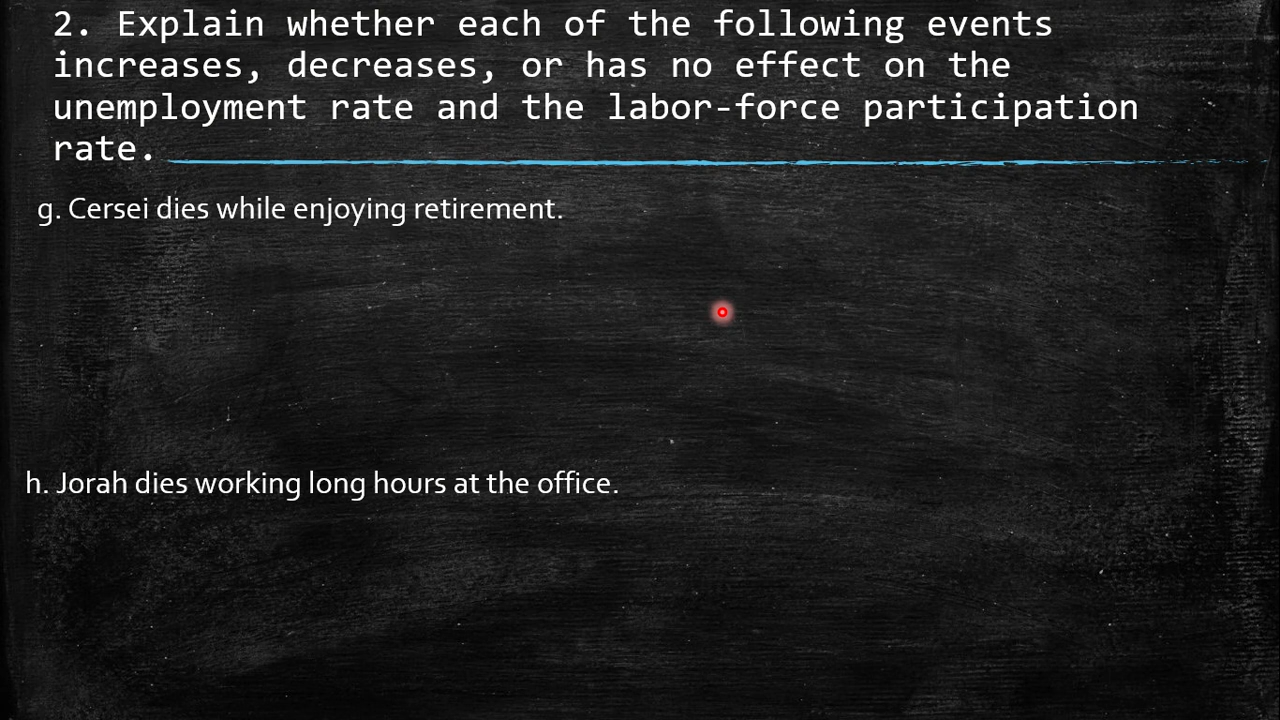 2. Explain whether each of the following events
increases, decreases, or has no effect on the
unemployment rate and the labor-force participation
rate.
g. Cersei dies while enjoying retirement.
h. Jorah dies working long hours at the office.